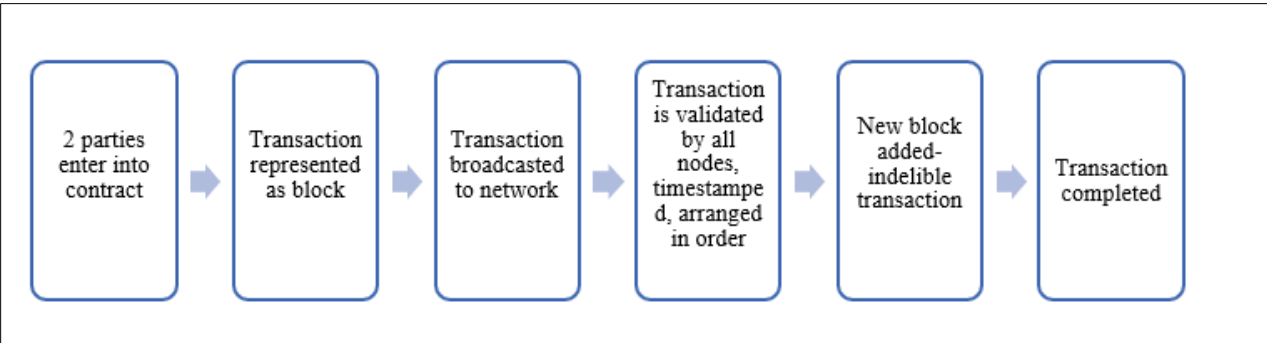 2 parties
enter into
contract
Transaction
represented
as block
Transaction
broadcasted
to network
Transaction
is validated
by all
nodes,
timestampe
d, arranged
in order
New block
added-
indelible
transaction
Transaction
completed